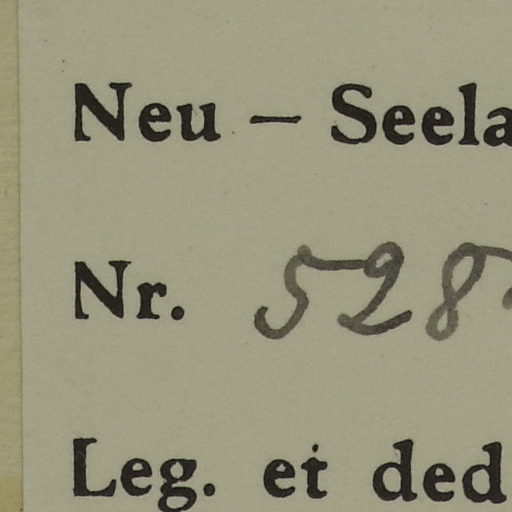 Neu – Seela
Nr. 528
Leg. et ded